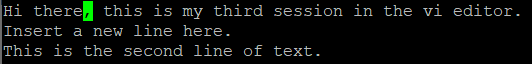 Hi there, this is my third session in the vi editor.
Insert a new line here.
This is the second line of text.